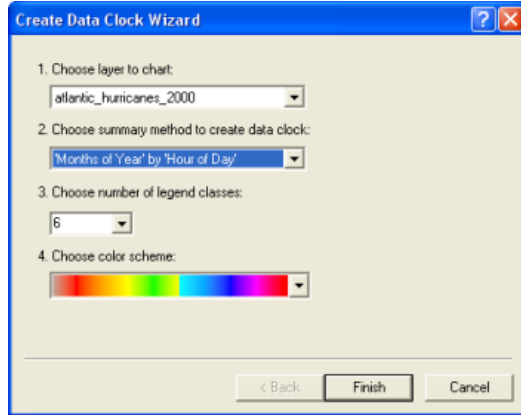 Create Data Clock Wizard
1. Choose layer to chart:
atlantic_hurricanes_2000
2. Choose summary method to create data clock:
'Months of Year' by 'Hour of Day'
3. Choose number of legend classes:
6
4. Choose color scheme:
< Back Finish Cancel